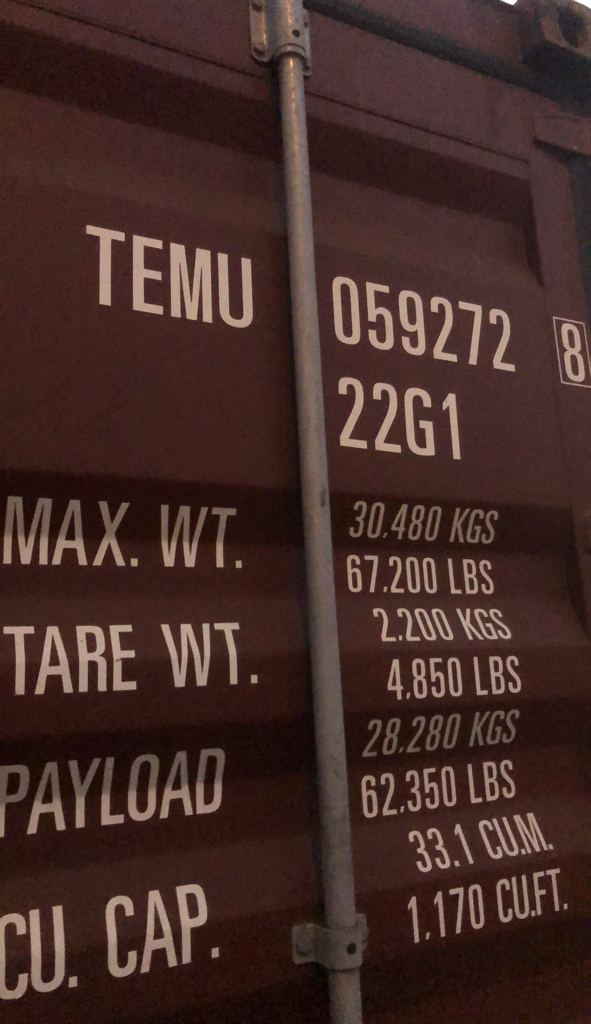 TEMU 059272 8
22G1
MAX. WT. 30.480 KGS
67.200 LBS
TARE WT. 2.200 KGS
4,850 LBS
PAYLOAD 28.280 KGS
62.350 LBS
CU. CAP. 33.1 CU.M.
1.170 CU.FT.